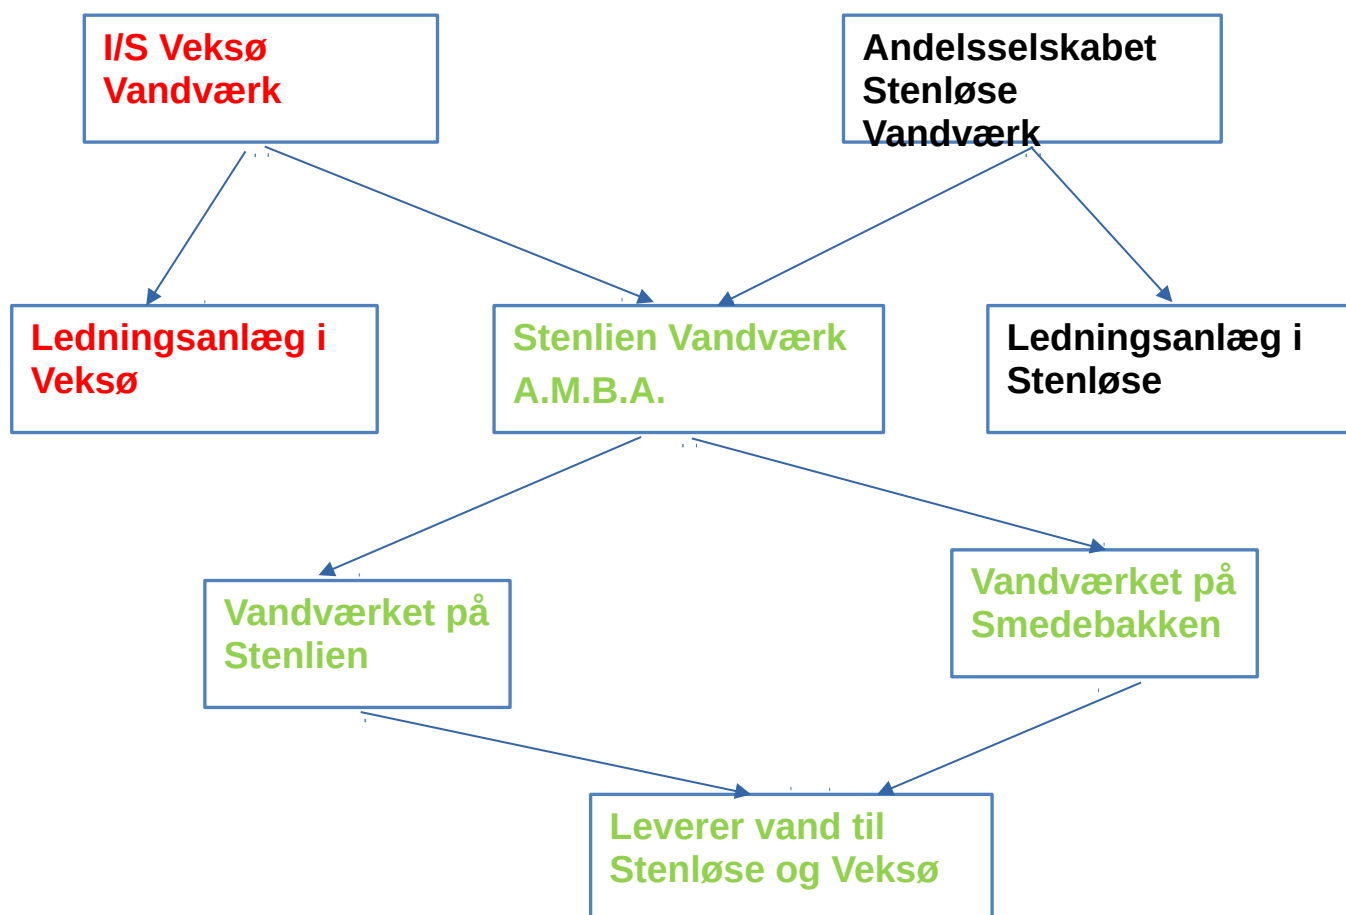 I/S Veksø
Vandværk
Andelsselskabet
Stenløse
Vandværk
Ledningsanlæg i
Veksø
Stenlien Vandværk
A.M.B.A.
Ledningsanlæg i
Stenløse
Vandværket på
Stenlien
Vandværket på
Smedebakken
Leverer vand til
Stenløse og Veksø